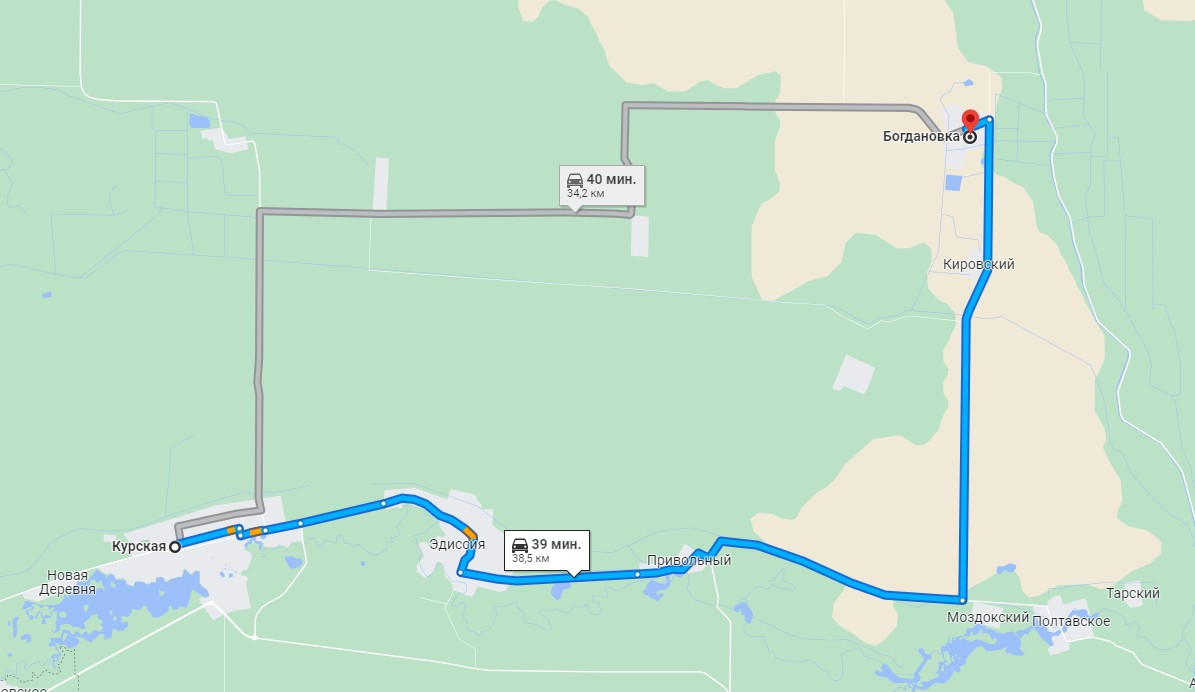 Богдановка
40 мин.
34,2 км
Кировский
Курская
Эдиссия
39 мин.
38,5 км
Привольный
Новая
Деревня
Тарский
Моздокский
Полтавское